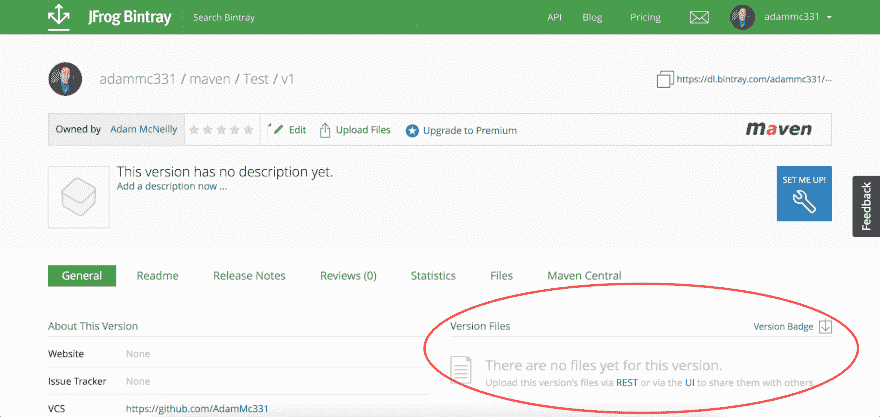 JFrog Bintray
Search Bintray
API
Blog
Pricing
adammc331
adammc331 / maven / Test / v1
https://dl.bintray.com/adammc331/...
Owned by Adam McNeilly
Edit
Upload Files
Upgrade to Premium
maven
This version has no description yet.
Add a description now ...
SET ME UP!
Feedback
General
Readme
Release Notes
Reviews (0)
Statistics
Files
Maven Central
About This Version
Version Files
Version Badge
Website None
There are no files yet for this version.
Issue Tracker None
Upload this version's files via REST or via the UI to share them with others
VCS https://github.com/AdamMc331